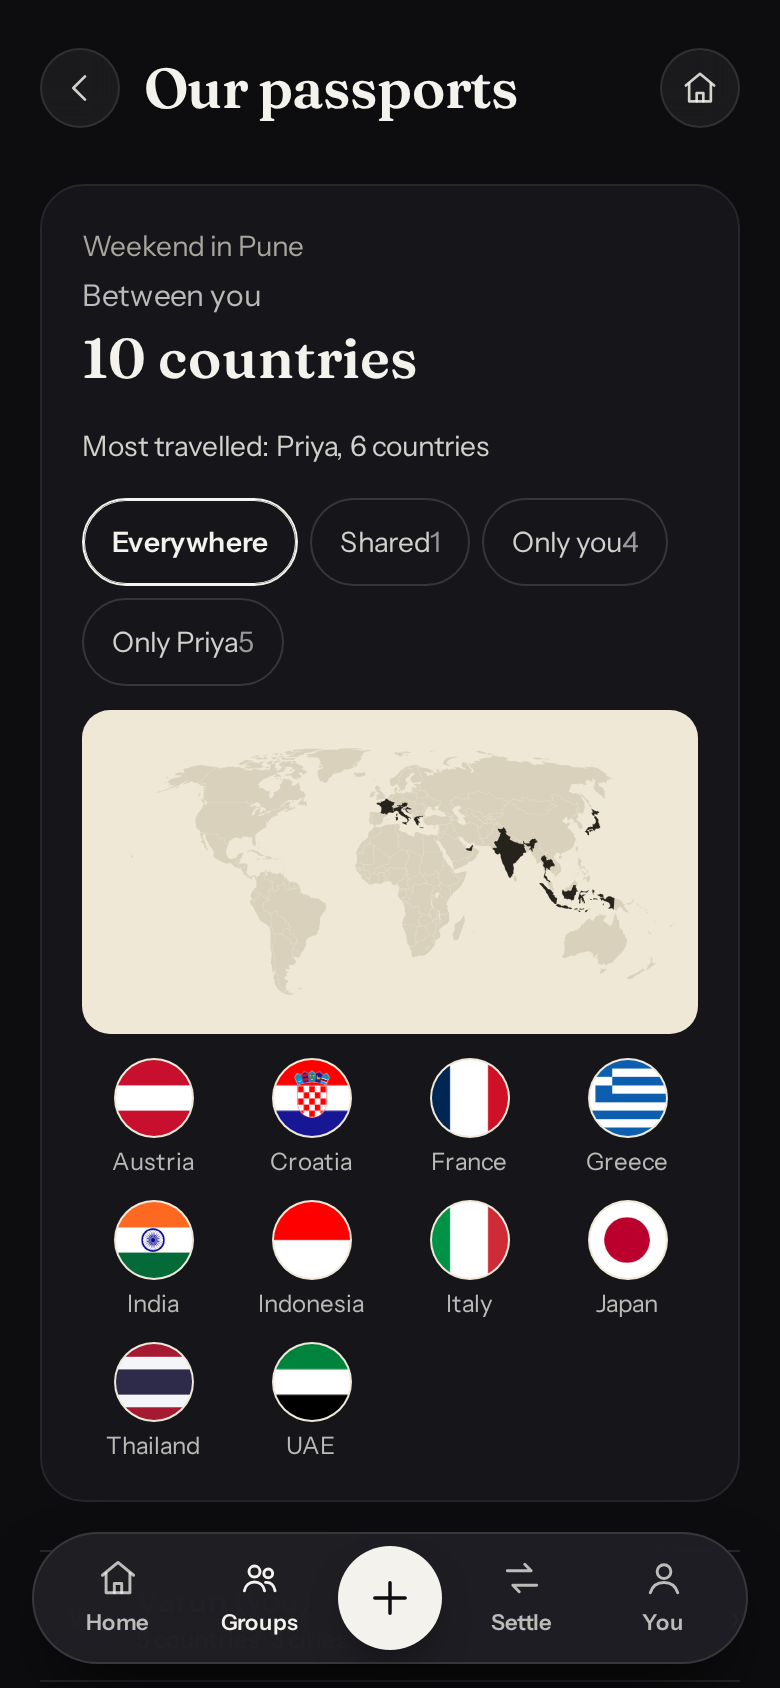 Our passports
Weekend in Pune
Between you
10 countries
Most travelled: Priya, 6 countries
Everywhere
Shared1
Only you4
Only Priya5
Austria
Croatia
France
Greece
India
Indonesia
Italy
Japan
Thailand
UAE
Home
Groups
Settle
You